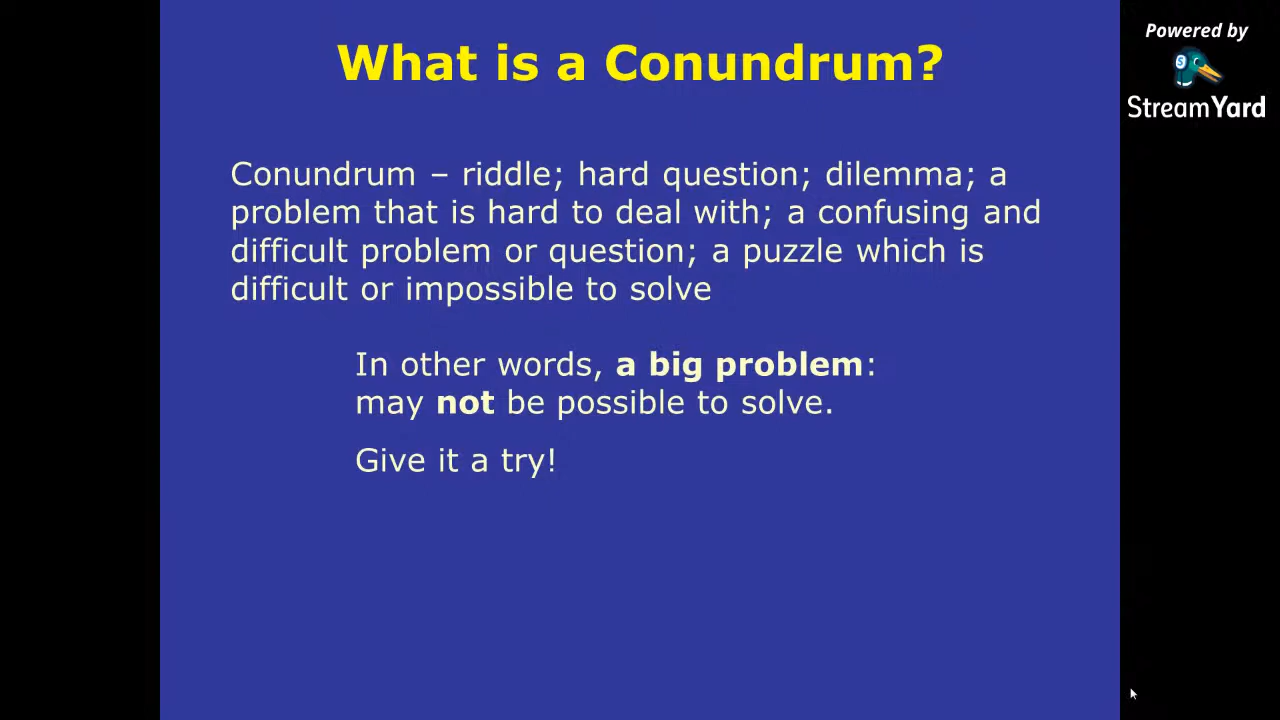 What is a Conundrum?
Conundrum – riddle; hard question; dilemma; a
problem that is hard to deal with; a confusing and
difficult problem or question; a puzzle which is
difficult or impossible to solve
In other words, a big problem:
may not be possible to solve.
Give it a try!
Powered by
StreamYard